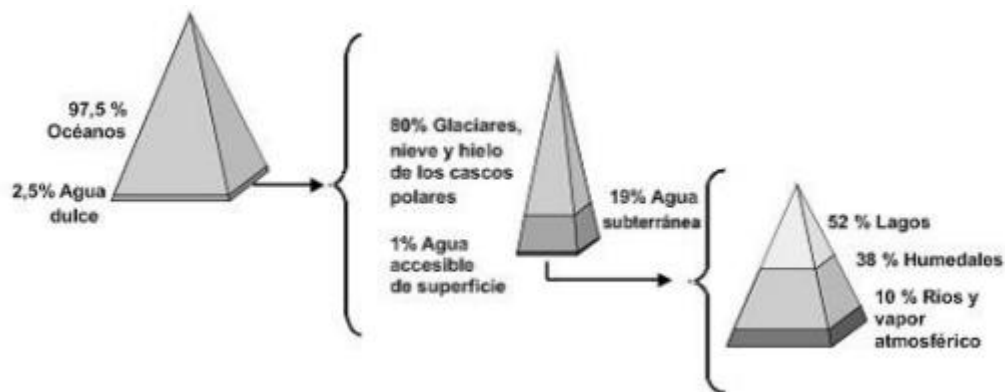 97,5 %
Océanos
2,5% Agua
dulce
80% Glaciares,
nieve y hielo
de los cascos
polares
19% Agua
subterránea
1% Agua
accesible
de superficie
52 % Lagos
38 % Humedales
10 % Ríos y
vapor
atmosférico